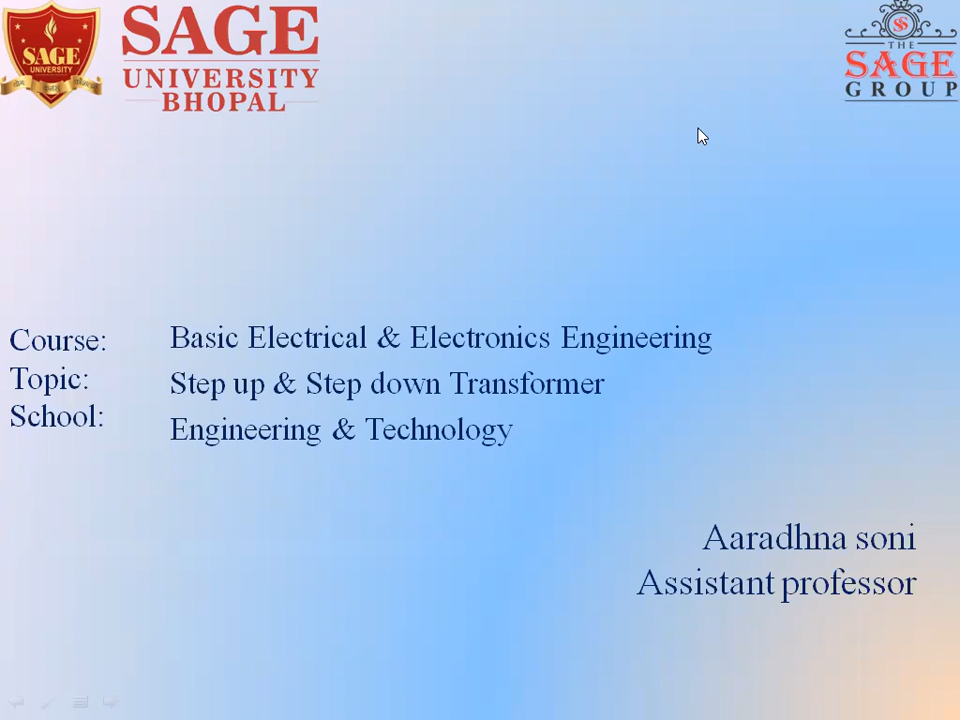 SAGE
UNIVERSITY
SAGE
UNIVERSITY
BHOPAL
THE
SAGE
GROUP
Course: Basic Electrical & Electronics Engineering
Topic: Step up & Step down Transformer
School: Engineering & Technology
Aaradhna soni
Assistant professor